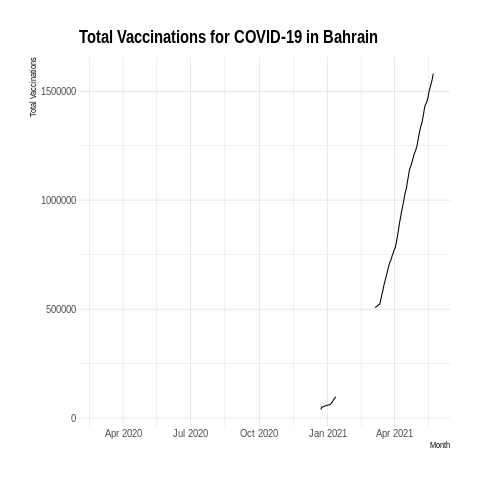 Total Vaccinations for COVID-19 in Bahrain
Total Vaccinations
1500000
1000000
500000
0
Apr 2020 Jul 2020 Oct 2020 Jan 2021 Apr 2021
Month